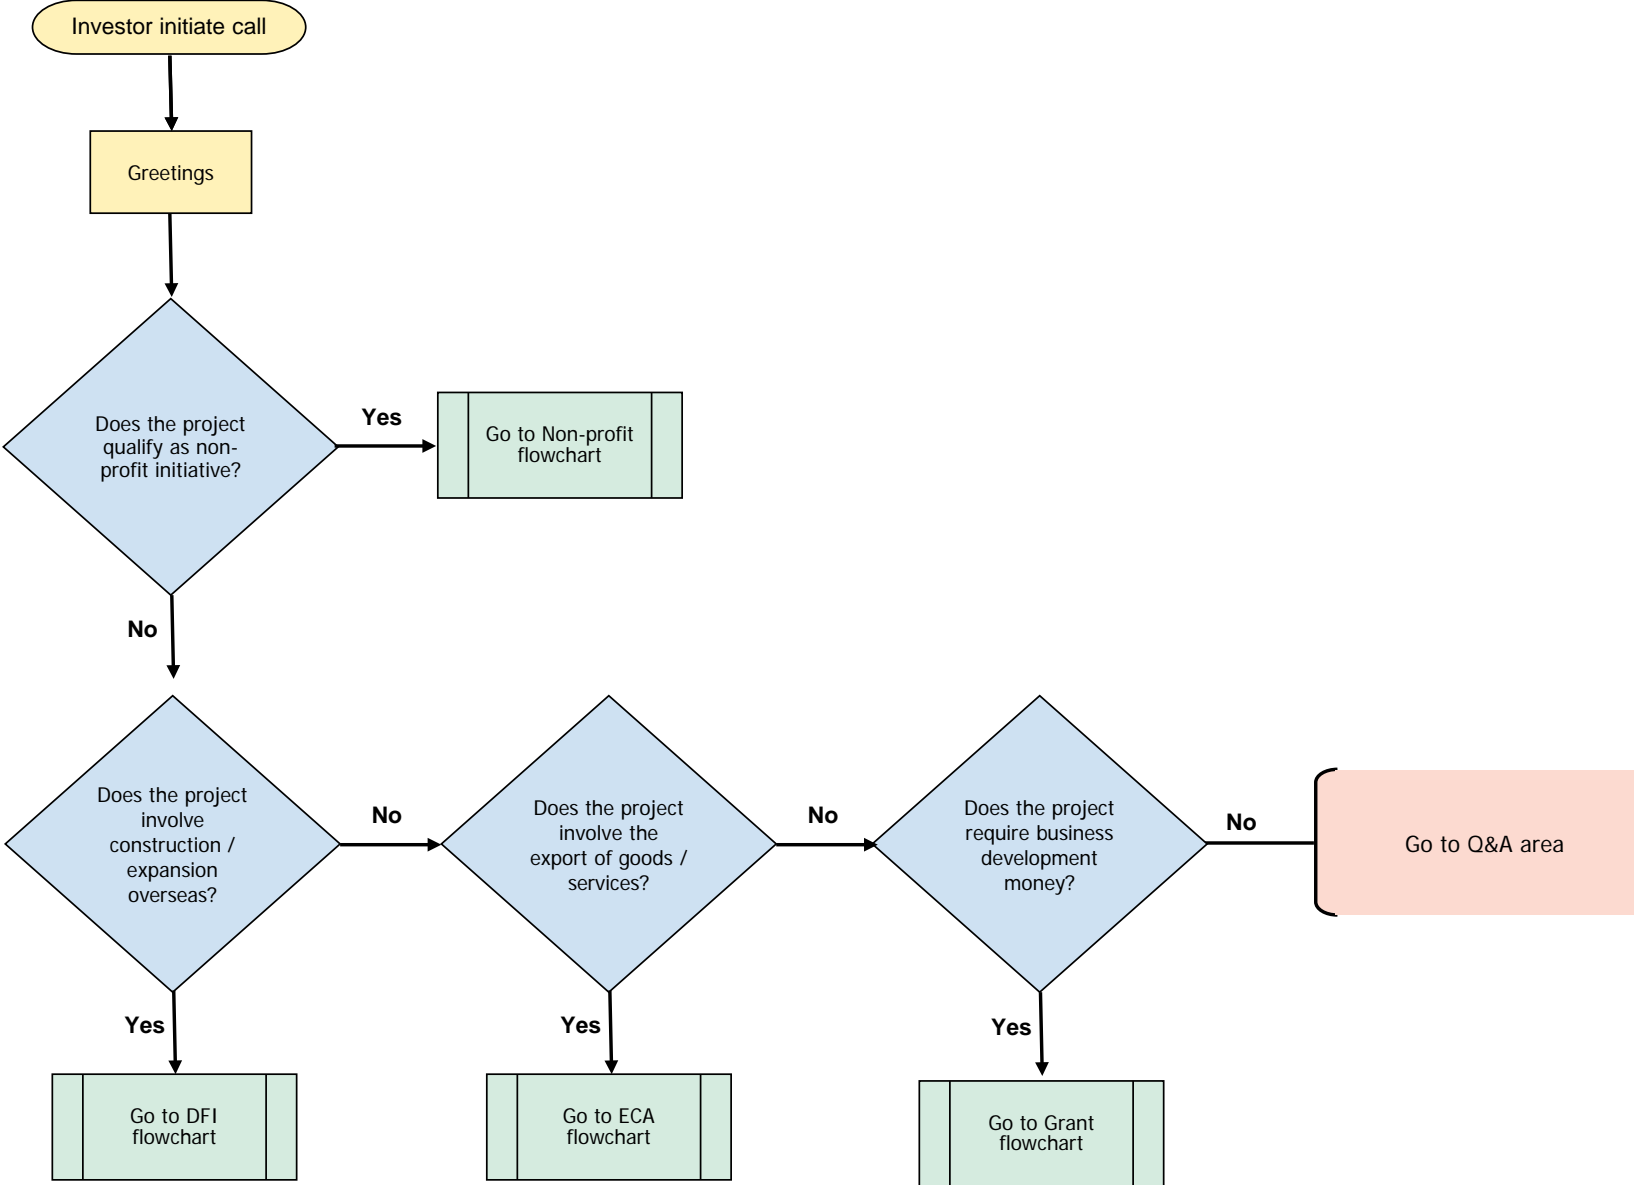 Investor initiate call
Greetings
Does the project
qualify as non-
profit initiative?
Yes
Go to Non-profit
flowchart
No
Does the project
involve
construction /
expansion
overseas?
No
Does the project
involve the
export of goods /
services?
No
Does the project
require business
development
money?
No
Go to Q&A area
Yes
Go to DFI
flowchart
Yes
Go to ECA
flowchart
Yes
Go to Grant
flowchart